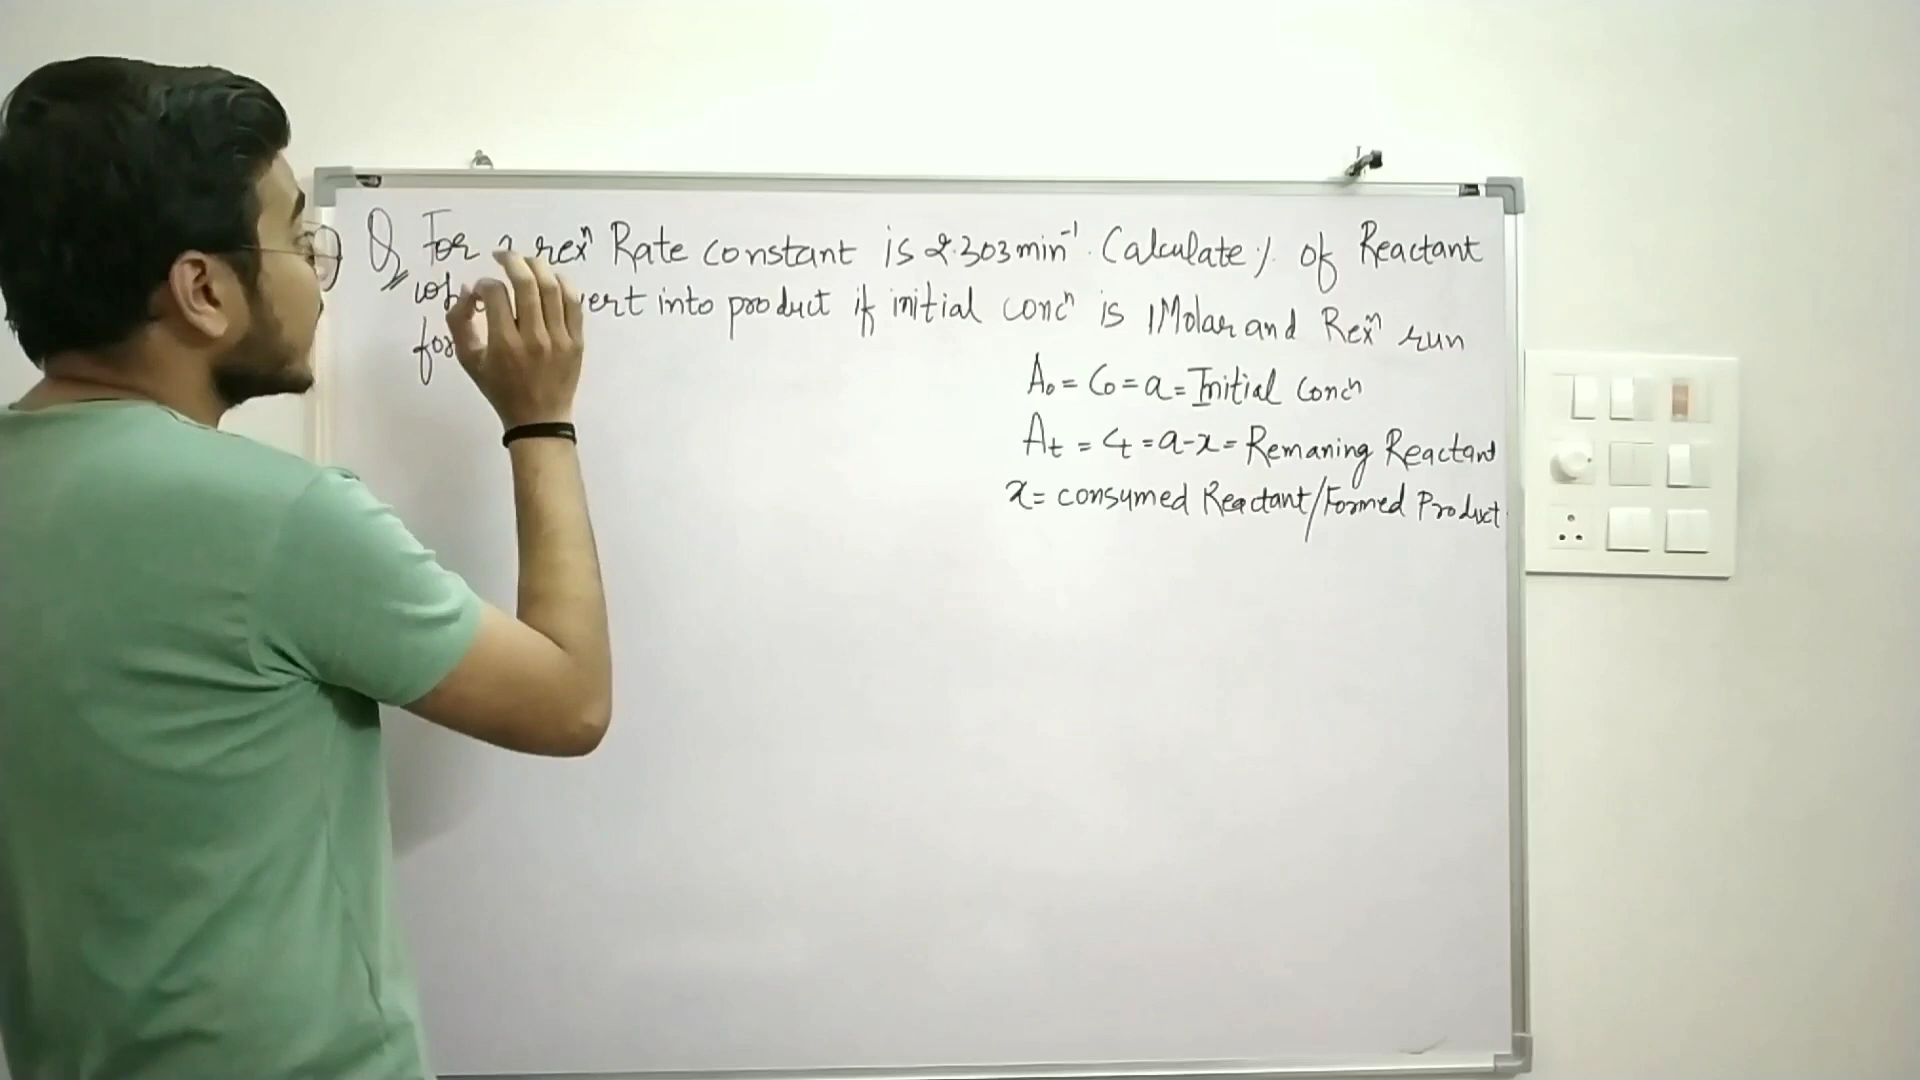 Q For a rexⁿ Rate constant is 2.303 min⁻¹. Calculate % of Reactant
into product if initial concⁿ is 1Molar and Rexⁿ run
for
A₀ = C₀ = a = Initial Concⁿ
Aₜ = Cₜ = a-x = Remaning Reactant
x = consumed Reactant/Formed Product